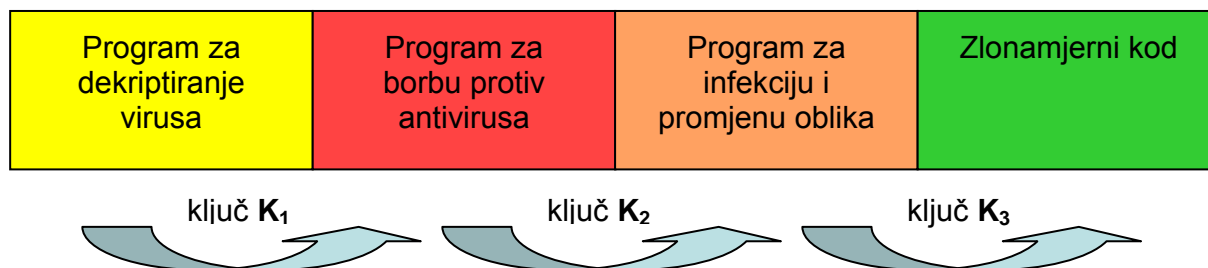 Program za
dekriptiranje
virusa
Program za
borbu protiv
antivirusa
Program za
infekciju i
promjenu oblika
Zlonamjerni kod
ključ K₁
ključ K₂
ključ K₃